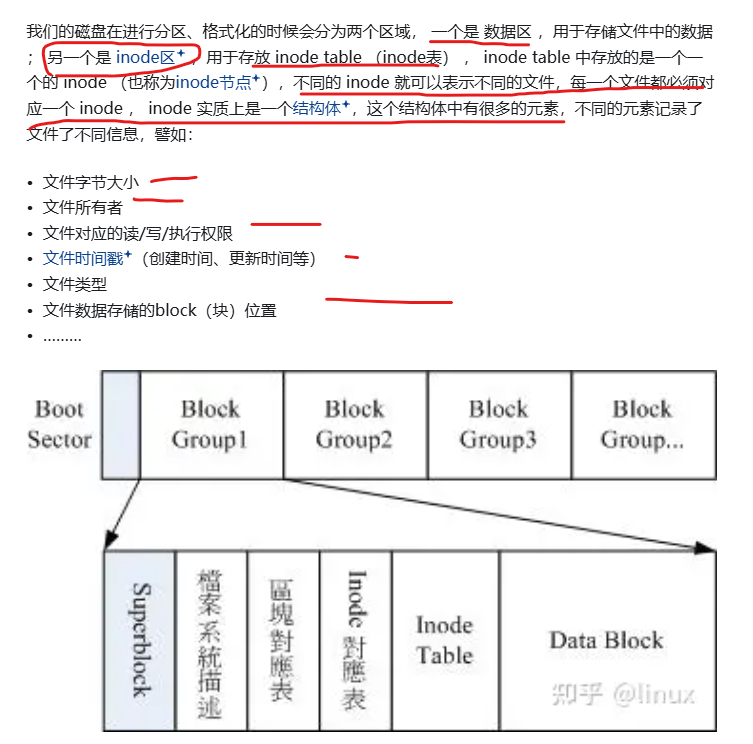 我们的磁盘在进行分区、格式化的时候会分为两个区域，一个是 数据区 ，用于存储文件中的数据
；另一个是 inode区，用于存放 inode table （inode表） ， inode table 中存放的是一个一
个的 inode （也称为inode节点），不同的 inode 就可以表示不同的文件，每一个文件都必须对
应一个 inode ， inode 实质上是一个结构体，这个结构体中有很多的元素，不同的元素记录了
文件了不同信息，譬如：
• 文件字节大小
• 文件所有者
• 文件对应的读/写/执行权限
• 文件时间戳（创建时间、更新时间等）
• 文件类型
• 文件数据存储的block（块）位置
• ………
Boot
Sector
Block
Group1
Block
Group2
Block
Group3
Block
Group...
Superblock
檔案系統描述
區塊對應表
Inode 對應表
Inode
Table
Data Block
知乎 @linux